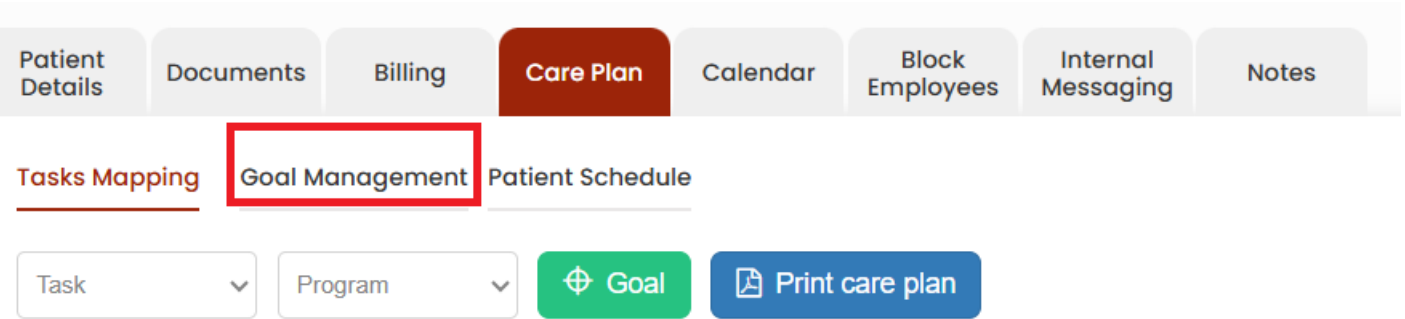 Patient Details
Documents
Billing
Care Plan
Calendar
Block Employees
Internal Messaging
Notes
Tasks Mapping
Goal Management
Patient Schedule
Task
Program
Goal
Print care plan